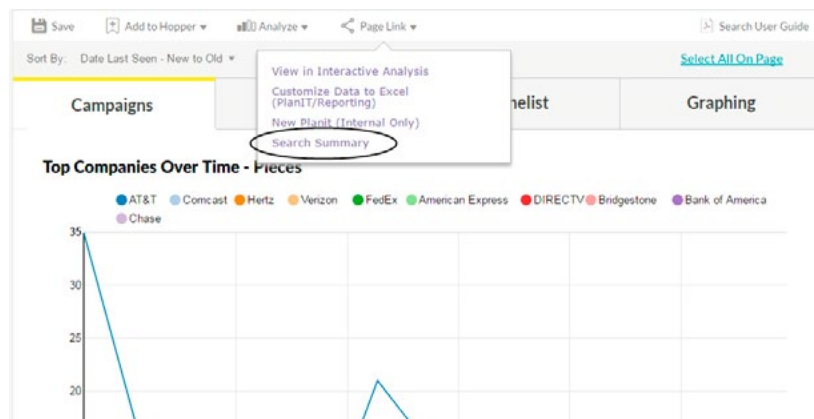 Save Add to Hopper Analyze Page Link Search User Guide
Sort By: Date Last Seen - New to Old Select All On Page
View in Interactive Analysis
Customize Data to Excel
(PlanIT/Reporting)
New Planit (Internal Only)
Search Summary
Campaigns nelist Graphing
Top Companies Over Time - Pieces
AT&T Comcast Hertz Verizon FedEx American Express DIRECTV Bridgestone Bank of America
Chase
35
30
25
20